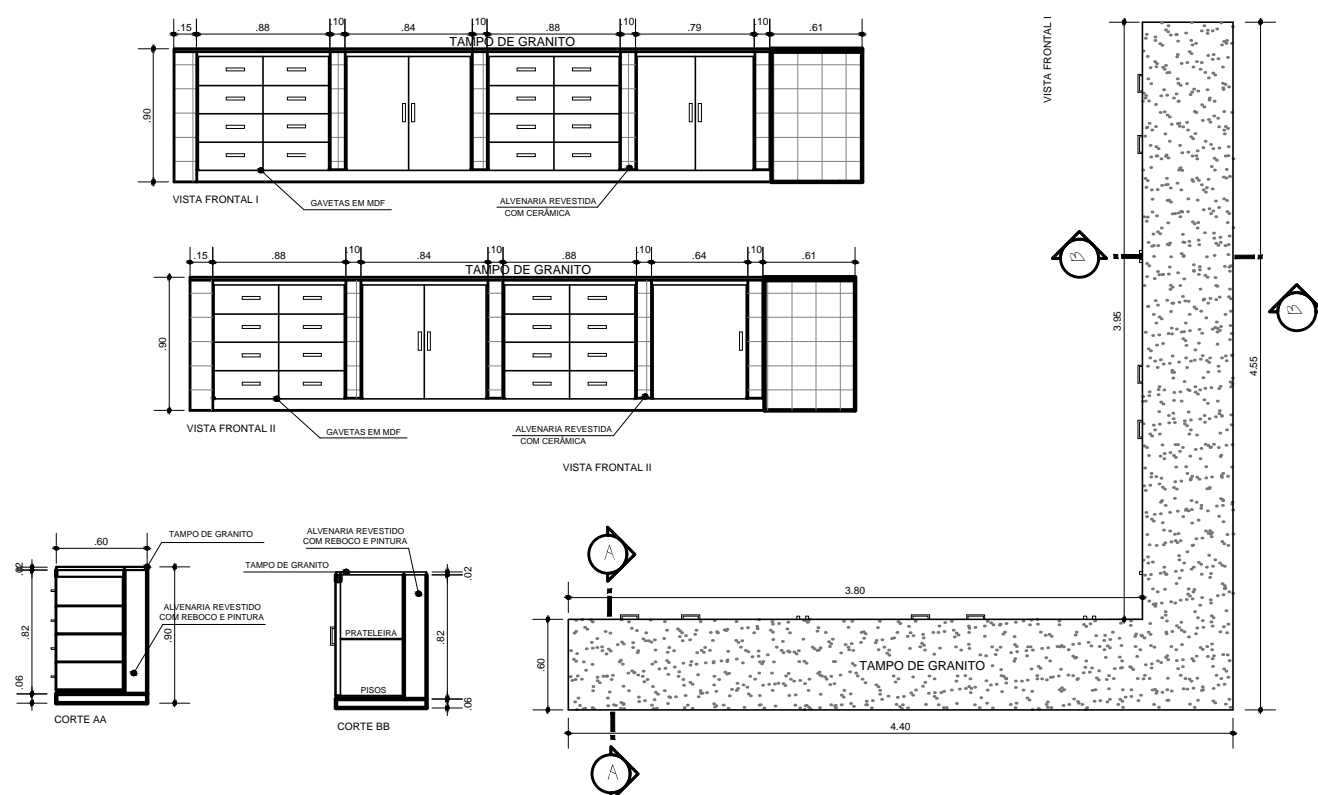 .15 .88 .10 .84 .10 .88 .10 .79 .10 .61
TAMPO DE GRANITO
.90
VISTA FRONTAL I
GAVETAS EM MDF
ALVENARIA REVESTIDA
COM CERÂMICA
.15 .88 .10 .84 .10 .88 .10 .64 .10 .61
TAMPO DE GRANITO
.90
VISTA FRONTAL II
GAVETAS EM MDF
ALVENARIA REVESTIDA
COM CERÂMICA
VISTA FRONTAL II
VISTA FRONTAL I
B
B
3.95
4.55
.60
TAMPO DE GRANITO
.02
ALVENARIA REVESTIDO
COM REBOCO E PINTURA
.82
.90
.06
CORTE AA
ALVENARIA REVESTIDO
COM REBOCO E PINTURA
TAMPO DE GRANITO
.02
PRATELEIRA
.82
PISOS
.06
CORTE BB
A
3.80
.60
TAMPO DE GRANITO
4.40
A